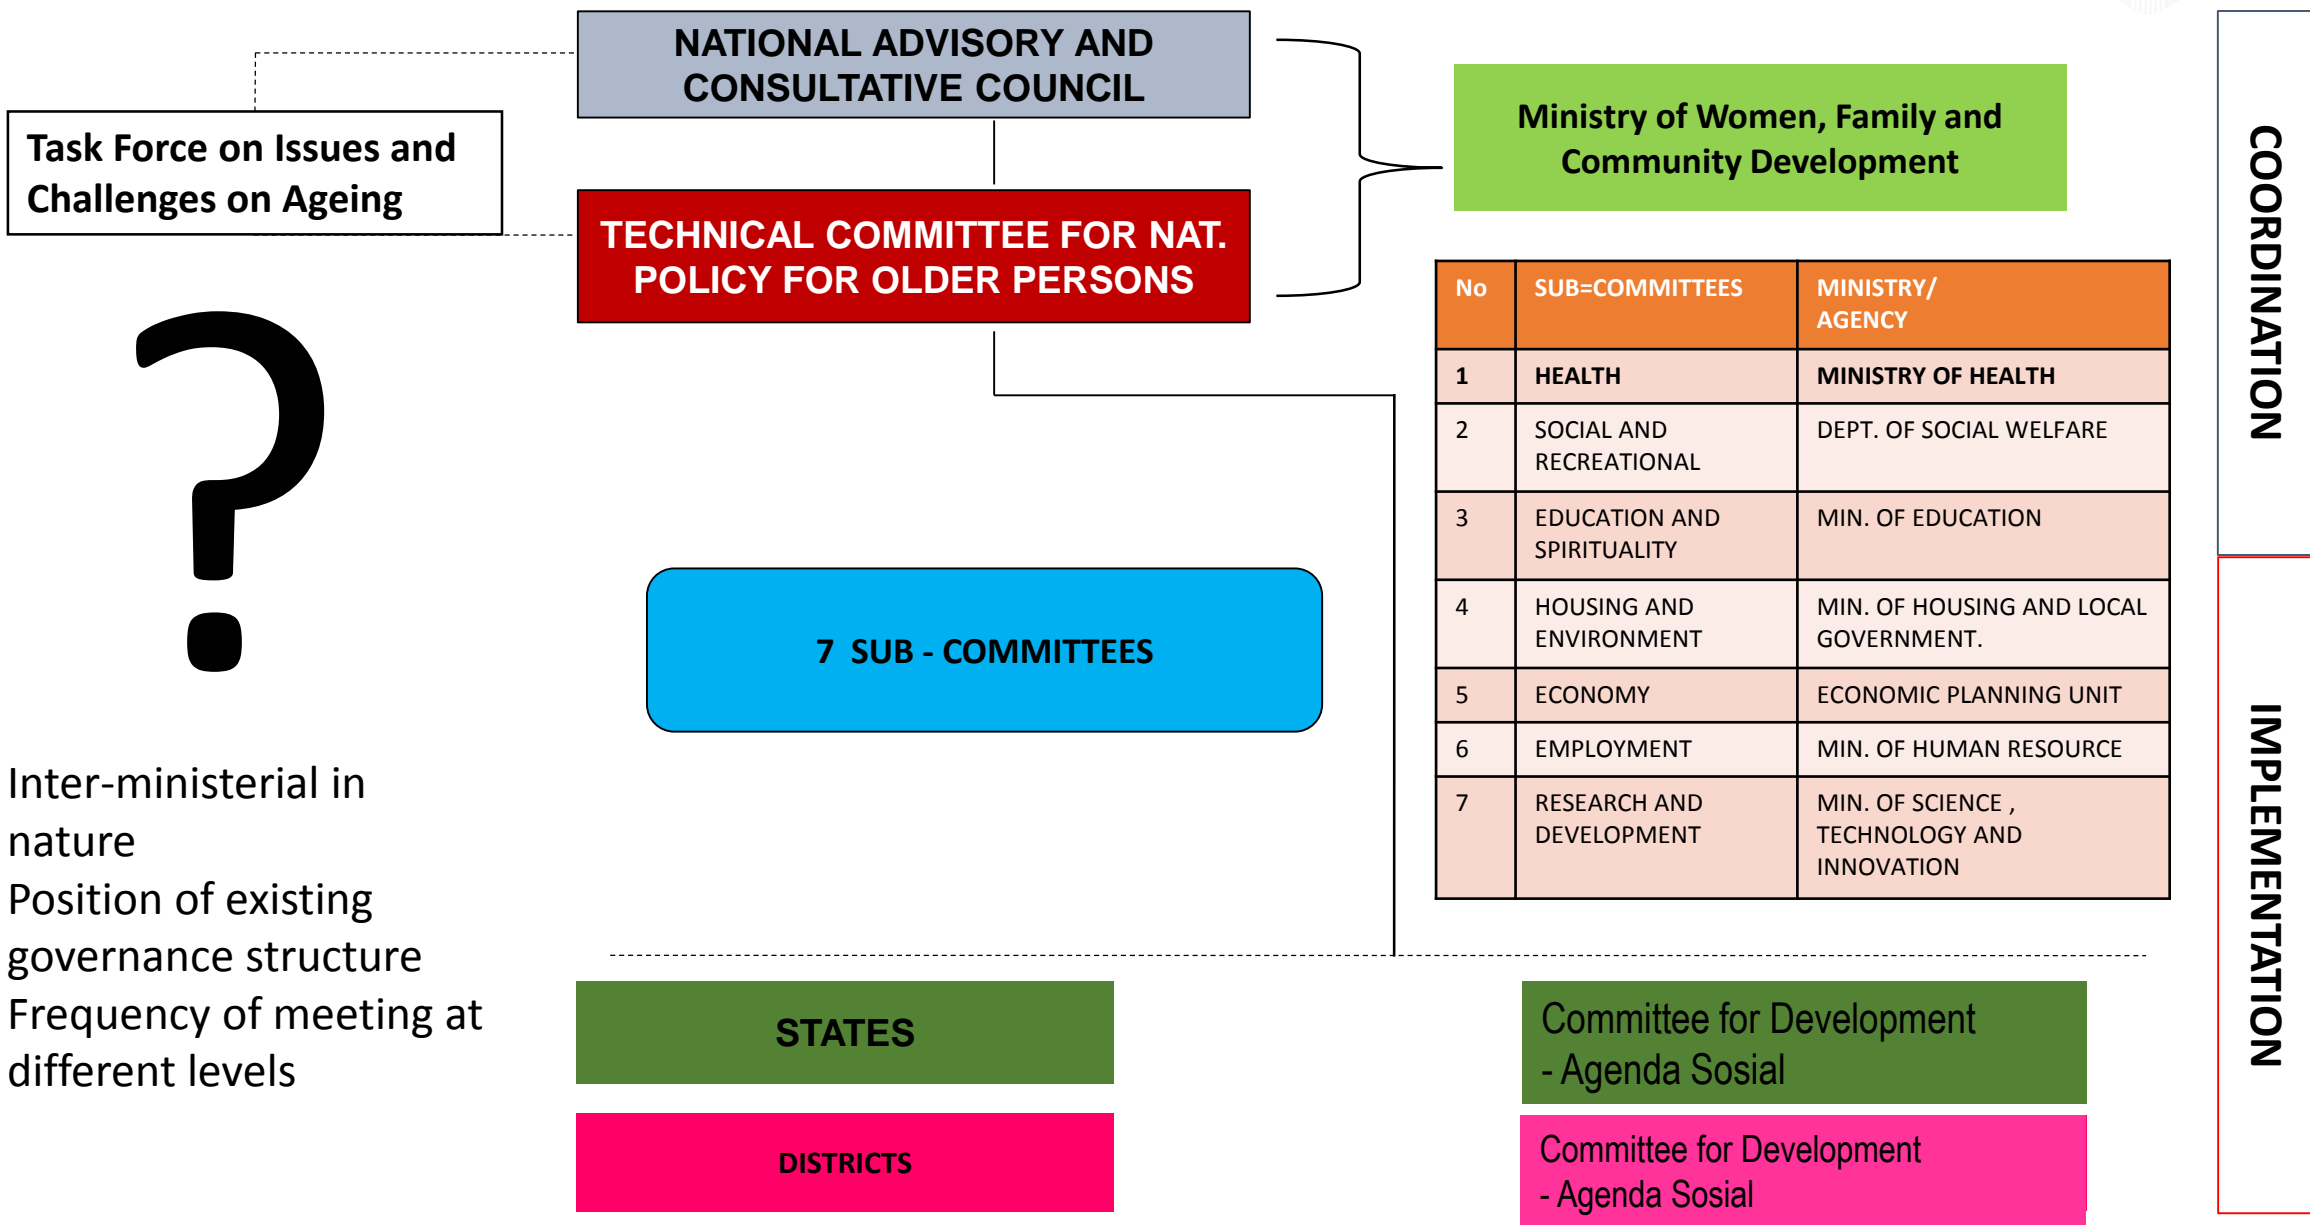 NATIONAL ADVISORY AND
CONSULTATIVE COUNCIL
Task Force on Issues and
Challenges on Ageing
TECHNICAL COMMITTEE FOR NAT.
POLICY FOR OLDER PERSONS
Ministry of Women, Family and
Community Development
COORDINATION
?
Inter-ministerial in
nature
Position of existing
governance structure
Frequency of meeting at
different levels
7 SUB - COMMITTEES
No SUB=COMMITTEES MINISTRY/
AGENCY
1 HEALTH MINISTRY OF HEALTH
2 SOCIAL AND DEPT. OF SOCIAL WELFARE
RECREATIONAL
3 EDUCATION AND MIN. OF EDUCATION
SPIRITUALITY
4 HOUSING AND MIN. OF HOUSING AND LOCAL
ENVIRONMENT GOVERNMENT.
5 ECONOMY ECONOMIC PLANNING UNIT
6 EMPLOYMENT MIN. OF HUMAN RESOURCE
7 RESEARCH AND MIN. OF SCIENCE ,
DEVELOPMENT TECHNOLOGY AND
INNOVATION
IMPLEMENTATION
STATES
Committee for Development
- Agenda Sosial
DISTRICTS
Committee for Development
- Agenda Sosial